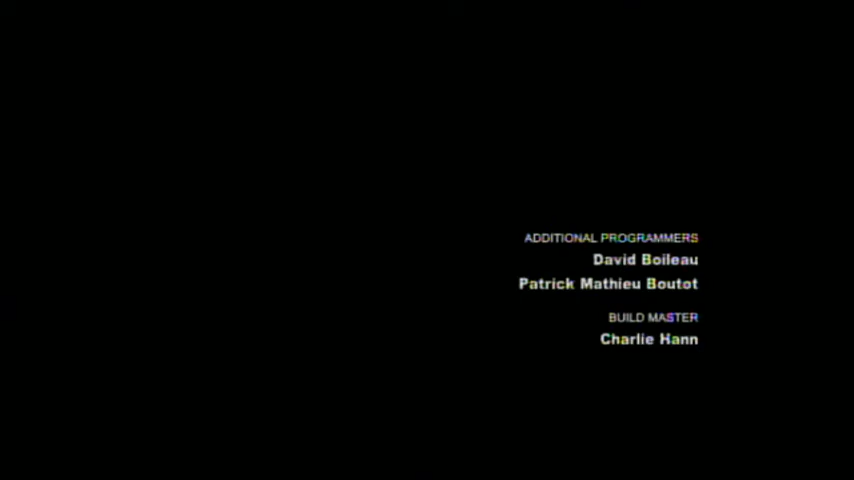 ADDITIONAL PROGRAMMERS
David Boileau
Patrick Mathieu Boutot
BUILD MASTER
Charlie Hann